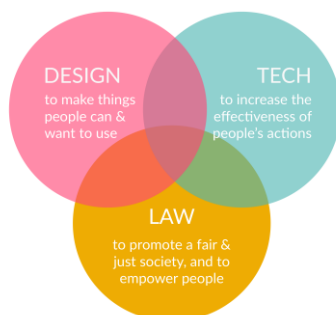 DESIGN
to make things
people can &
want to use
TECH
to increase the
effectiveness of
people's actions
LAW
to promote a fair &
just society, and to
empower people